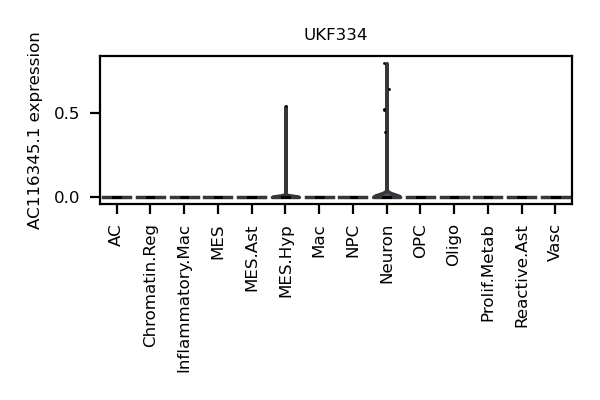 UKF334
AC116345.1 expression
0.5
0.0
AC
Chromatin.Reg
Inflammatory.Mac
MES
MES.Ast
MES.Hyp
Mac
NPC
Neuron
OPC
Oligo
Prolif.Metab
Reactive.Ast
Vasc